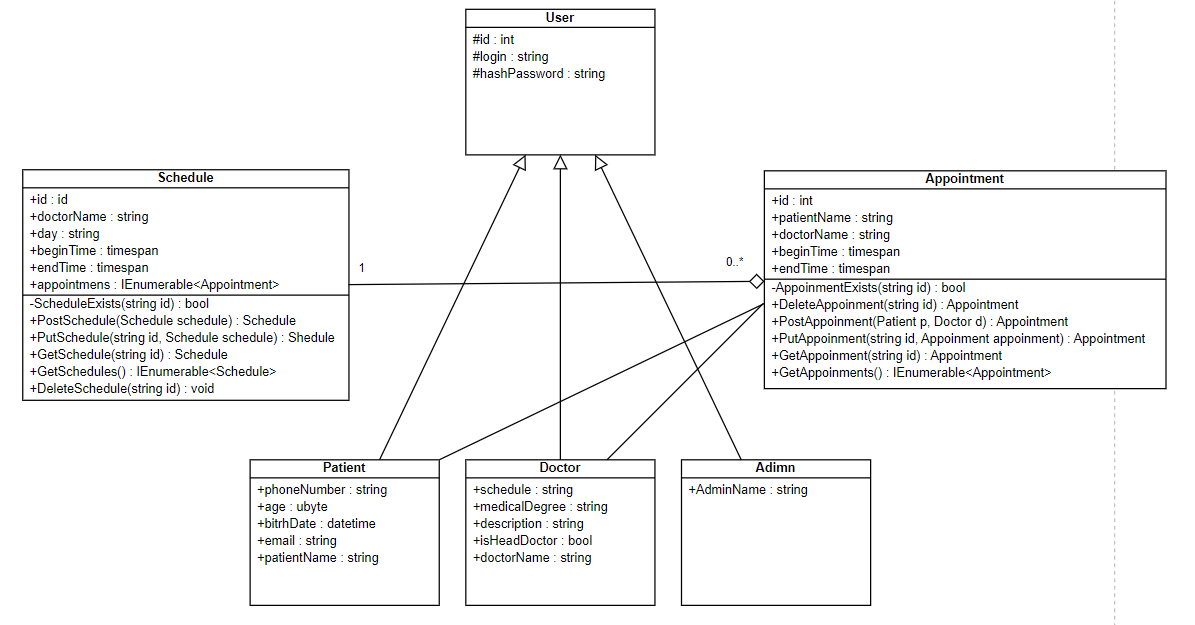 User
#id : int
#login : string
#hashPassword : string
Schedule
+id : id
+doctorName : string
+day : string
+beginTime : timespan
+endTime : timespan
+appointmens : IEnumerable<Appointment>
-ScheduleExists(string id) : bool
+PostSchedule(Schedule schedule) : Schedule
+PutSchedule(string id, Schedule schedule) : Shedule
+GetSchedule(string id) : Schedule
+GetSchedules() : IEnumerable<Schedule>
+DeleteSchedule(string id) : void
1
0..*
Appointment
+id : int
+patientName : string
+doctorName : string
+beginTime : timespan
+endTime : timespan
-AppoinmentExists(string id) : bool
+DeleteAppoinment(string id) : Appointment
+PostAppoinment(Patient p, Doctor d) : Appointment
+PutAppoinment(string id, Appoinment appoinment) : Appointment
+GetAppoinment(string id) : Appointment
+GetAppoinments() : IEnumerable<Appointment>
Patient
+phoneNumber : string
+age : ubyte
+bitrhDate : datetime
+email : string
+patientName : string
Doctor
+schedule : string
+medicalDegree : string
+description : string
+isHeadDoctor : bool
+doctorName : string
Adimn
+AdminName : string